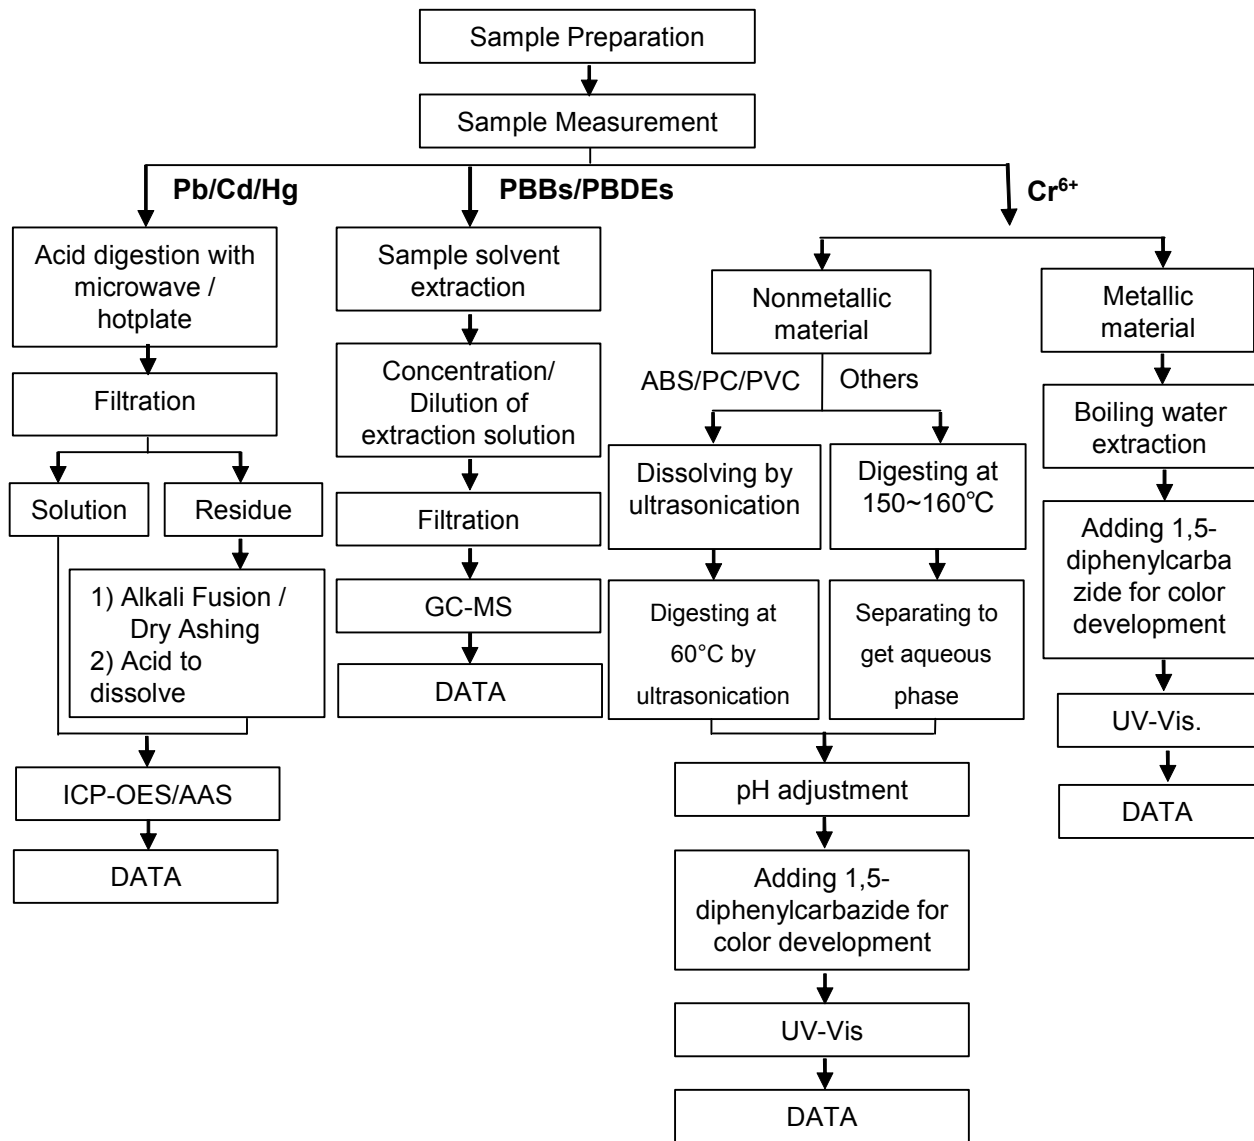 Sample Preparation
Sample Measurement
Pb/Cd/Hg
PBBs/PBDEs
Cr⁶⁺
Acid digestion with
microwave /
hotplate
Filtration
Solution
Residue
1) Alkali Fusion /
Dry Ashing
2) Acid to
dissolve
ICP-OES/AAS
DATA
Sample solvent
extraction
Concentration/
Dilution of
extraction solution
Filtration
GC-MS
DATA
Nonmetallic
material
ABS/PC/PVC
Others
Dissolving by
ultrasonication
Digesting at
60°C by
ultrasonication
Digesting at
150~160℃
Separating to
get aqueous
phase
pH adjustment
Adding 1,5-
diphenylcarbazide for
color development
UV-Vis
DATA
Metallic
material
Boiling water
extraction
Adding 1,5-
diphenylcarba
zide for color
development
UV-Vis.
DATA